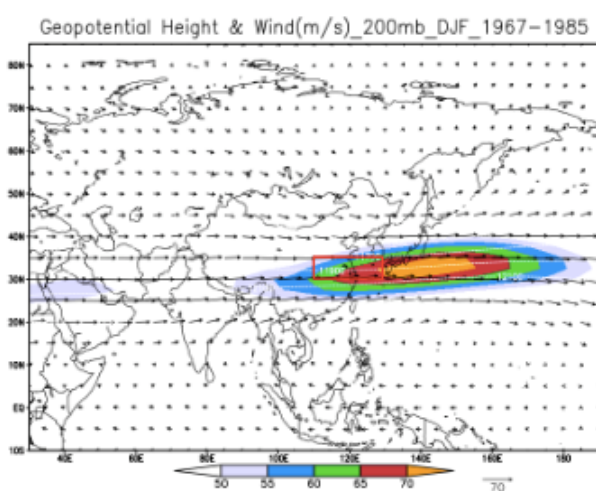 Geopotential Height & Wind(m/s)_200mb_DJF_1967-1985
80N
70N
60N
50N
40N
30N
20N
10N
EQ
10S
40E
60E
80E
100E
120E
140E
160E
180
50 55 60 65 70
70